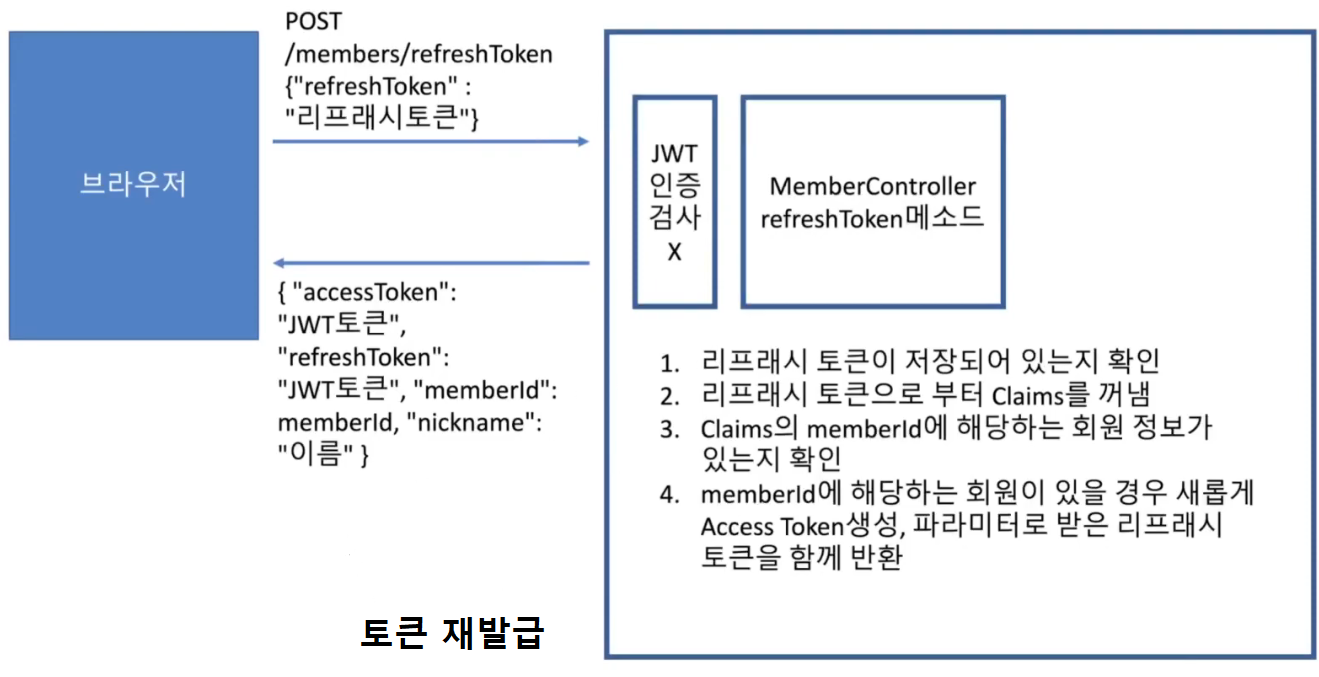 브라우저
POST
/members/refreshToken
{"refreshToken" :
"리프래시토큰"}
{ "accessToken":
"JWT토큰",
"refreshToken":
"JWT토큰", "memberId":
memberId, "nickname":
"이름" }
JWT
인증
검사
X
MemberController
refreshToken메소드
1. 리프래시 토큰이 저장되어 있는지 확인
2. 리프래시 토큰으로 부터 Claims를 꺼냄
3. Claims의 memberId에 해당하는 회원 정보가
있는지 확인
4. memberId에 해당하는 회원이 있을 경우 새롭게
Access Token생성, 파라미터로 받은 리프래시
토큰을 함께 반환
토큰 재발급